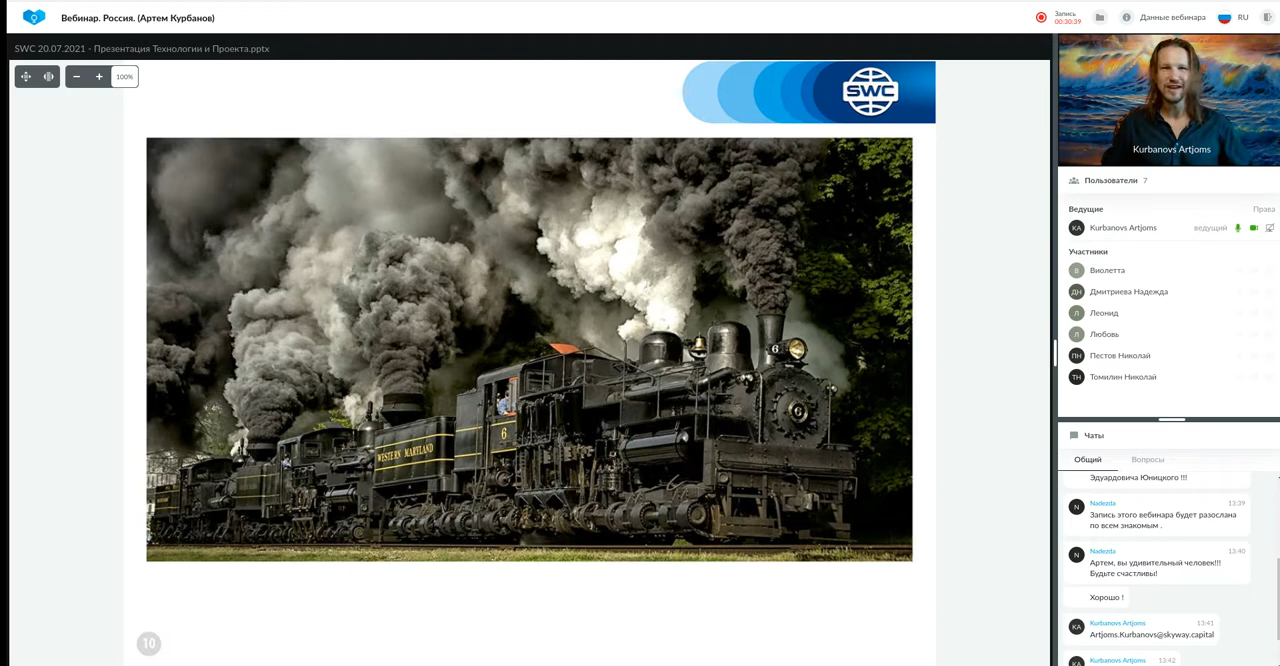 Вебинар. Россия. (Артем Курбанов)
Запись
00:30:39
Данные вебинара
RU
SWC 20.07.2021 - Презентация Технологии и Проекта.pptx
100%
SWC
6
6
6
WESTERN MARYLAND
10
Kurbanovs Artjoms
Пользователи 7
Ведущие Права
KA Kurbanovs Artjoms ведущий
Участники
В Виолетта
ДН Дмитриева Надежда
Л Леонид
Л Любовь
ПН Пестов Николай
ТН Томилин Николай
Чаты
Общий Вопросы
Эдуардовича Юницкого !!!
N Nadezda 13:39
Запись этого вебинара будет разослана
по всем знакомым .
N Nadezda 13:40
Артем, вы удивительный человек!!!
Будьте счастливы!
Хорошо !
KA Kurbanovs Artjoms 13:41
Artjoms.Kurbanovs@skyway.capital
KA Kurbanovs Artjoms 13:42